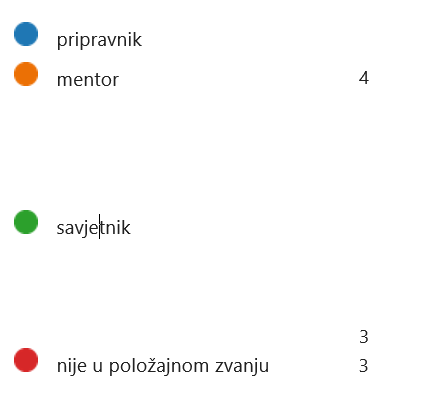 pripravnik
mentor 4
savjetnik
3
nije u položajnom zvanju 3